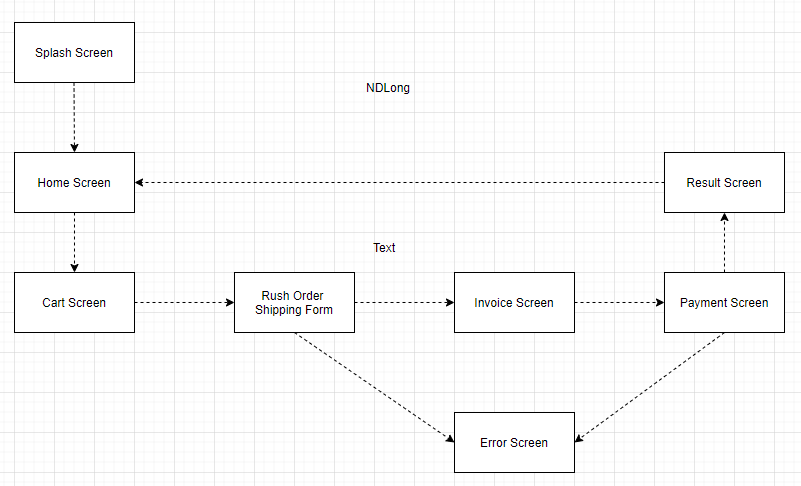 Splash Screen
NDLong
Home Screen
Result Screen
Text
Cart Screen
Rush Order
Shipping Form
Invoice Screen
Payment Screen
Error Screen